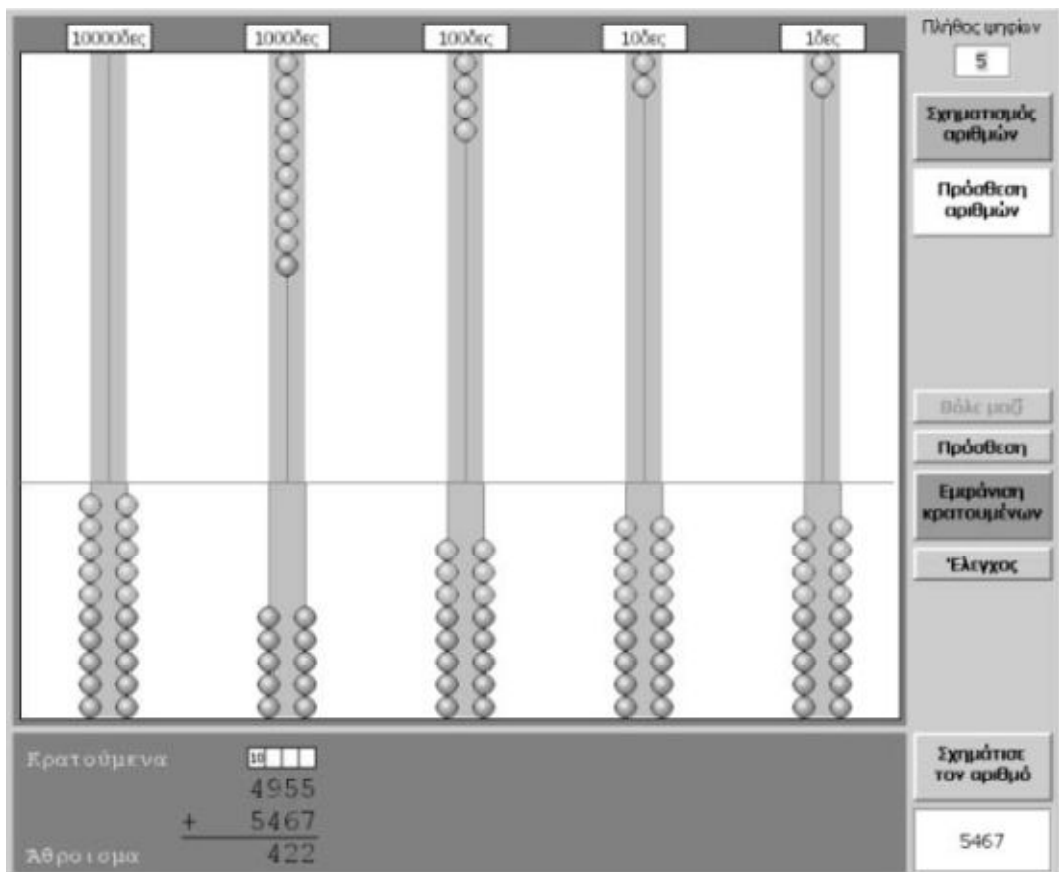 10000δες 1000δες 100δες 10δες 1δες
Πλήθος ψηφίων
5
Σχηματισμός
αριθμών
Πρόσθεση
αριθμών
Βάλε μαζί
Πρόσθεση
Εμφάνιση
κρατουμένων
Έλεγχος
Κρατούμενα 10
4955
+ 5467
Άθροισμα 422
Σχημάτισε
τον αριθμό
5467